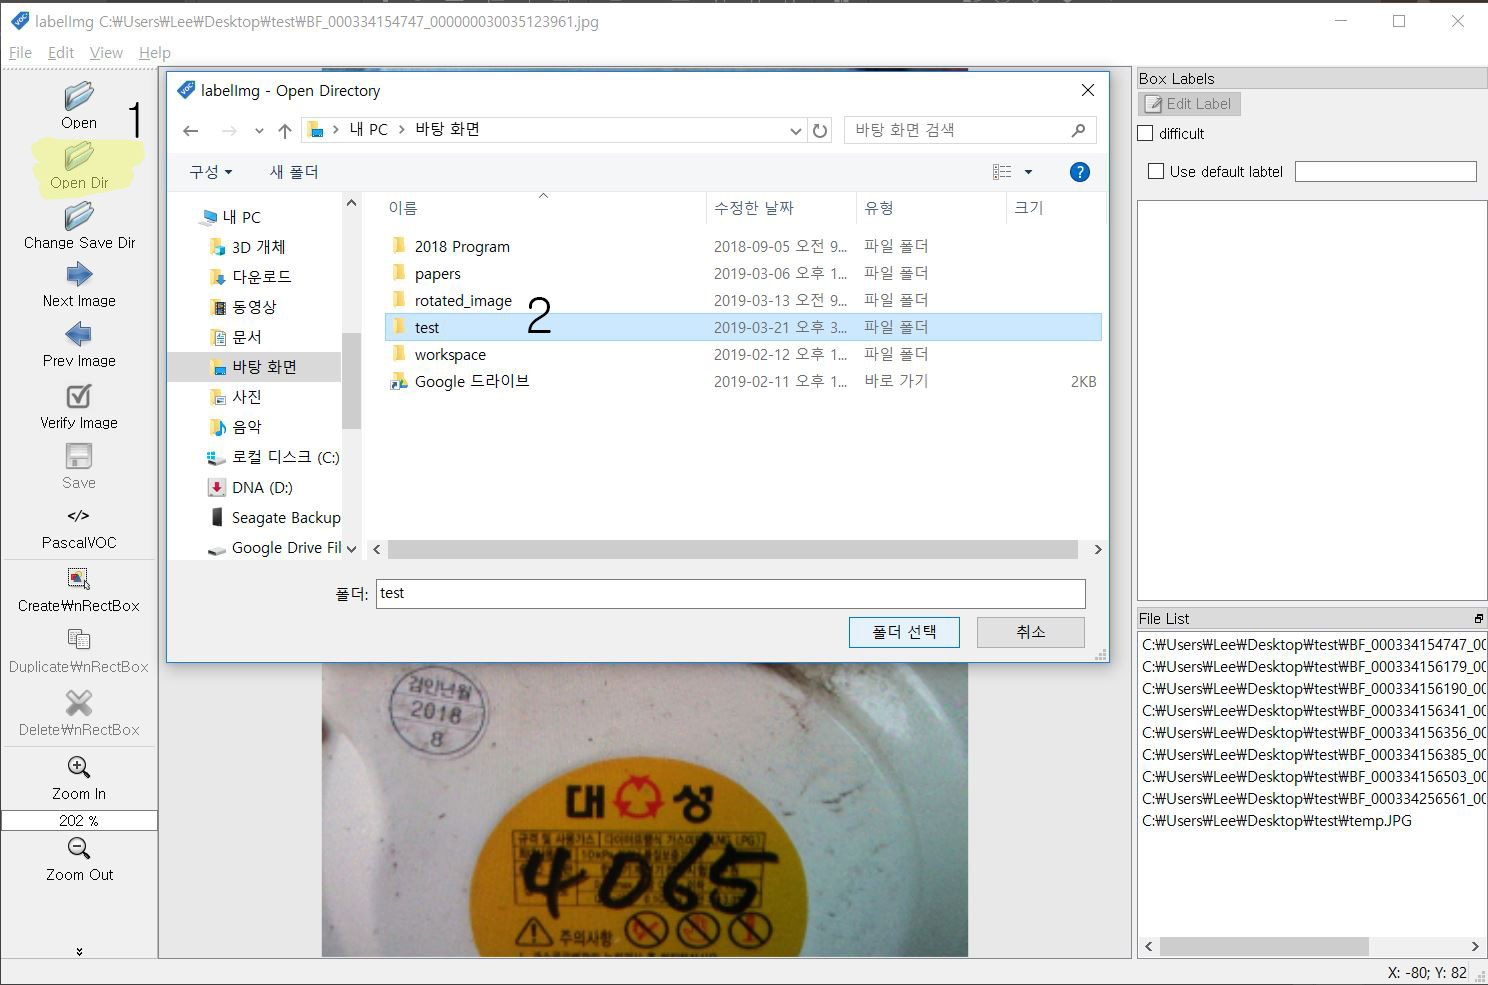 labelImg C:₩Users₩Lee₩Desktop₩test₩BF_000334154747_000000030035123961.jpg
File Edit View Help
Open
1
Open Dir
Change Save Dir
Next Image
Prev Image
Verify Image
Save
</>
PascalVOC
Create₩nRectBox
Duplicate₩nRectBox
Delete₩nRectBox
Zoom In
202 %
Zoom Out
labelImg - Open Directory
내 PC > 바탕 화면
바탕 화면 검색
구성
새 폴더
내 PC
3D 개체
다운로드
동영상
문서
바탕 화면
사진
음악
로컬 디스크 (C:)
DNA (D:)
Seagate Backup
Google Drive Fil
이름 수정한 날짜 유형 크기
2018 Program 2018-09-05 오전 9... 파일 폴더
papers 2019-03-06 오후 1... 파일 폴더
rotated_image 2019-03-13 오전 9... 파일 폴더
2
test 2019-03-21 오후 3... 파일 폴더
workspace 2019-02-12 오후 1... 파일 폴더
Google 드라이브 2019-02-11 오후 1... 바로 가기 2KB
폴더: test
폴더 선택 취소
검인년월
2018
8
대 성
규격 및 사용가스
4065
주의사항
Box Labels
Edit Label
difficult
Use default labtel
File List
C:₩Users₩Lee₩Desktop₩test₩BF_000334154747_00
C:₩Users₩Lee₩Desktop₩test₩BF_000334156179_00
C:₩Users₩Lee₩Desktop₩test₩BF_000334156190_00
C:₩Users₩Lee₩Desktop₩test₩BF_000334156341_00
C:₩Users₩Lee₩Desktop₩test₩BF_000334156356_00
C:₩Users₩Lee₩Desktop₩test₩BF_000334156385_00
C:₩Users₩Lee₩Desktop₩test₩BF_000334156503_00
C:₩Users₩Lee₩Desktop₩test₩BF_000334256561_00
C:₩Users₩Lee₩Desktop₩test₩temp.JPG
X: -80; Y: 82